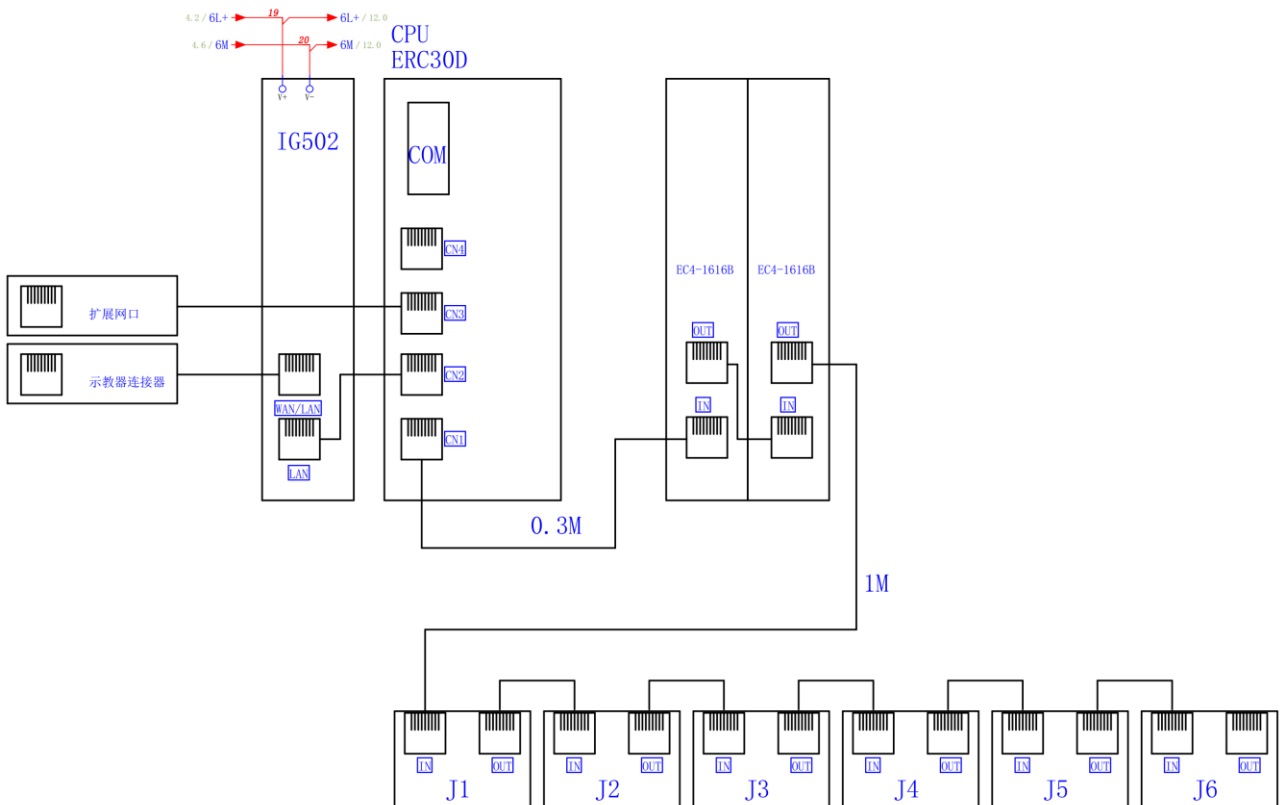 4.2 / 6L+ 19 6L+ / 12.0
4.6 / 6M 20 6M / 12.0
CPU
ERC30D
V+ V-
IG502
COM
CN4
EC4-1616B EC4-1616B
扩展网口
CN3
OUT OUT
示教器连接器
CN2
WAN/LAN
IN IN
CN1
LAN
0.3M
1M
IN OUT IN OUT IN OUT IN OUT IN OUT IN OUT
J1 J2 J3 J4 J5 J6